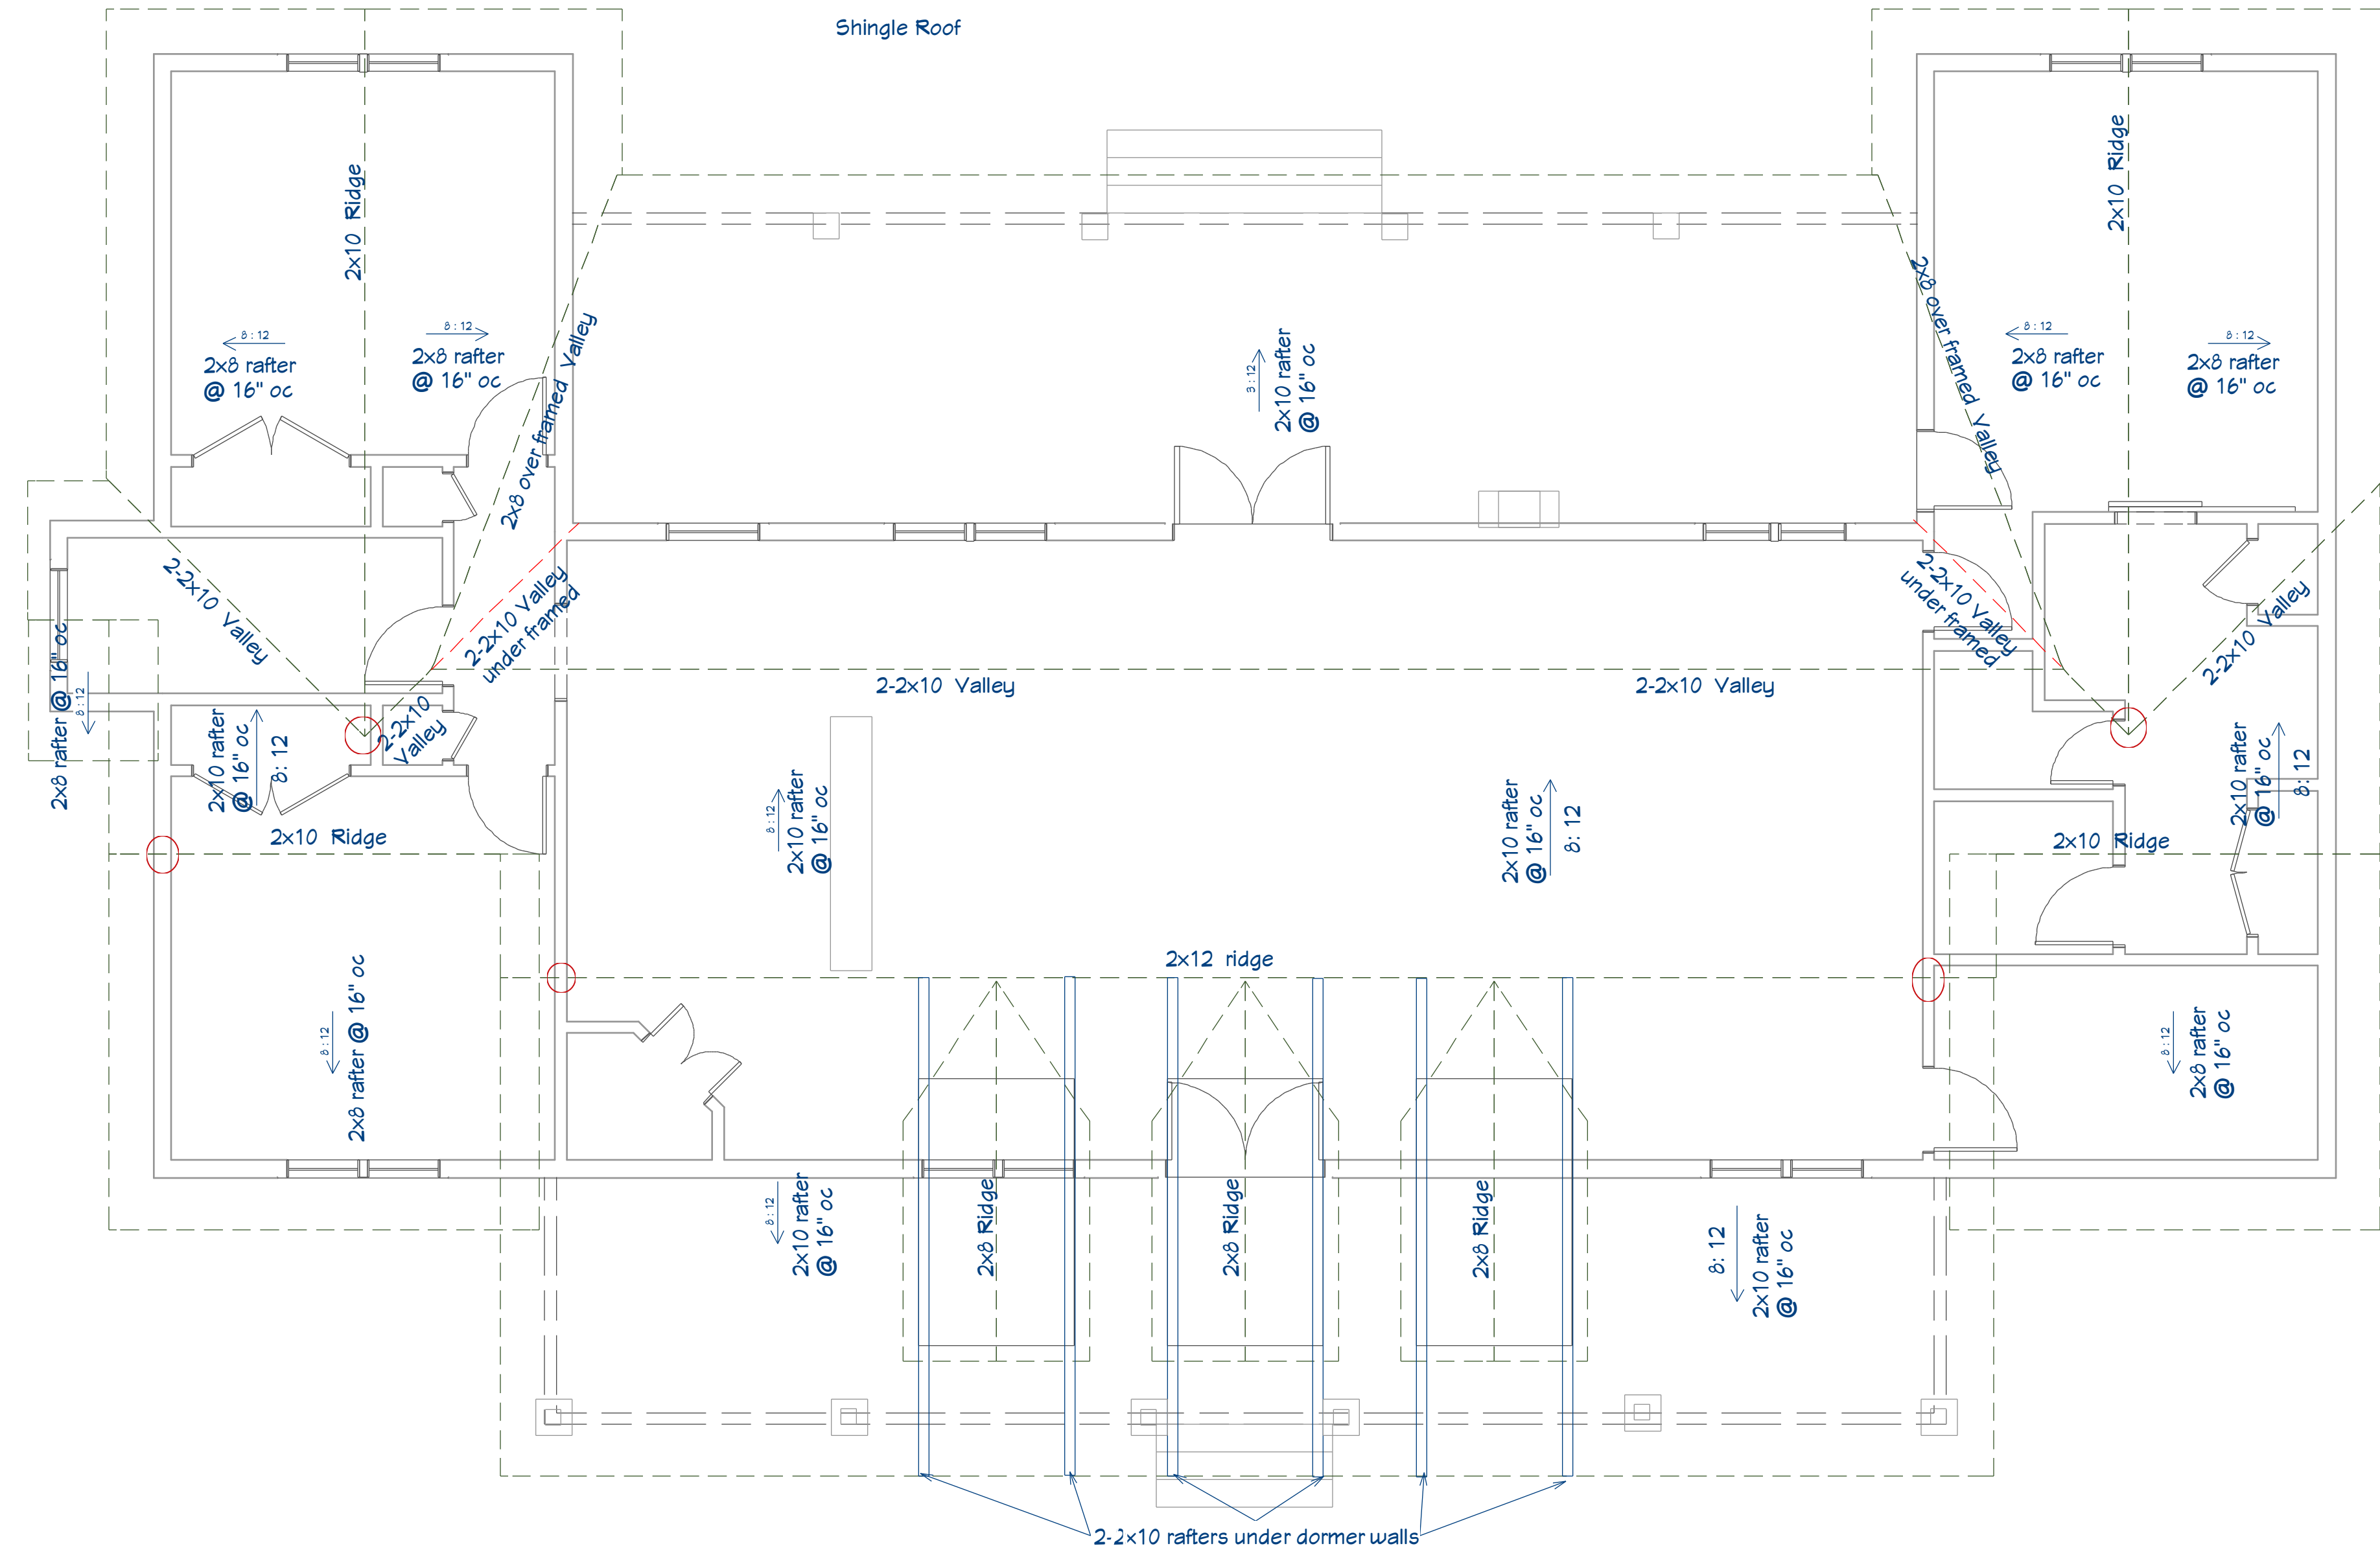 Shingle Roof
2x10 Ridge
2x10 Ridge
8:12
2x8 rafter
@ 16" oc
8:12
2x8 rafter
@ 16" oc
2x8 over framed Valley
3:12
2x10 rafter
@ 16" oc
2x8 over framed Valley
8:12
2x8 rafter
@ 16" oc
8:12
2x8 rafter
@ 16" oc
2-2x10 Valley
2-2x10 Valley
under framed
2-2x10 Valley
under framed
2-2x10 Valley
2x8 rafter @ 16" oc
8:12
2x10 rafter
@ 16" oc
8:12
2-2x10
Valley
2-2x10 Valley
2-2x10 Valley
2x10 Ridge
8:12
2x10 rafter
@ 16" oc
2x10 rafter
@ 16" oc
8:12
2x10 Ridge
2x10 rafter
@ 16" oc
8:12
2x12 ridge
8:12
2x8 rafter @ 16" oc
8:12
2x8 rafter
@ 16" oc
8:12
2x10 rafter
@ 16" oc
2x8 Ridge
2x8 Ridge
2x8 Ridge
8:12
2x10 rafter
@ 16" oc
2-2x10 rafters under dormer walls